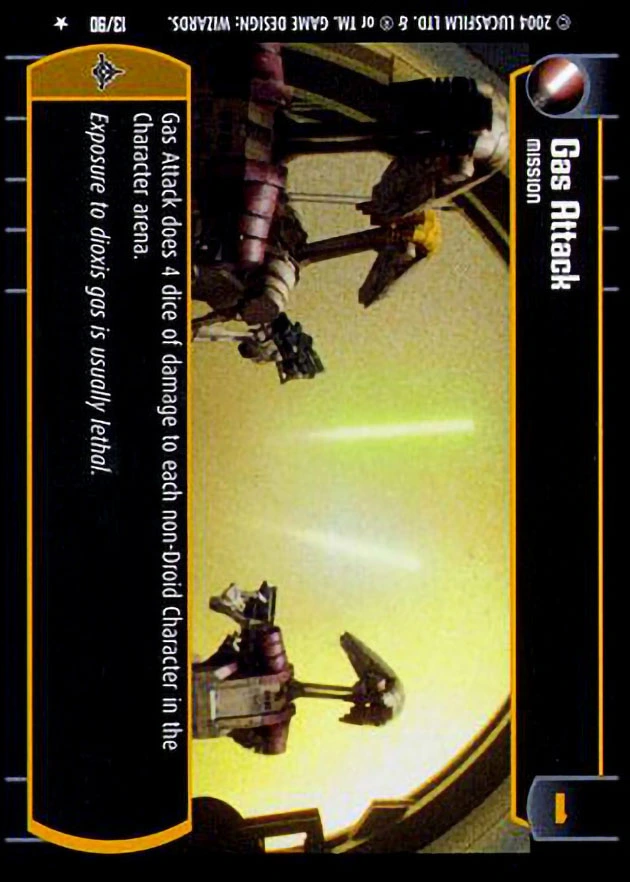 Gas Attack
MISSION
1
Gas Attack does 4 dice of damage to each non-Droid Character in the
Character arena.
Exposure to dioxis gas is usually lethal.
© 2004 LUCASFILM LTD. & ® or TM. GAME DESIGN: WIZARDS.
13/90 ★